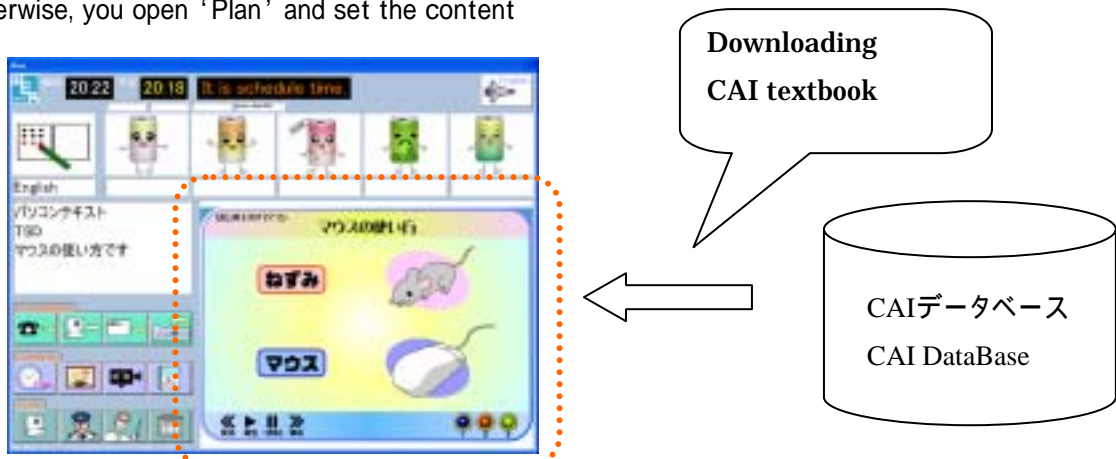 erwise, you open ‘Plan’ and set the content
Downloading
CAI textbook
20:22 20:18 It is schedule time.
English
パソコンテキスト
TSD
マウスの使い方です
マウスの使い方
ねずみ
マウス
CAIデータベース
CAI DataBase